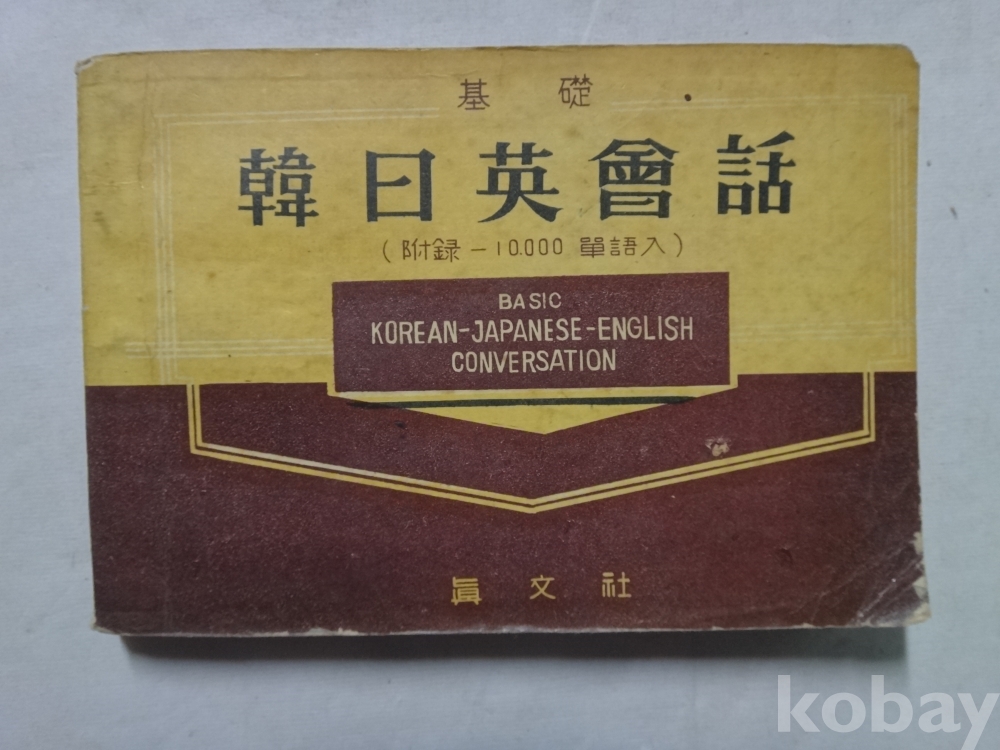 基礎
韓日英會話
(附録 - 10.000 單語入)
BASIC
KOREAN-JAPANESE-ENGLISH
CONVERSATION
眞文社
kobay